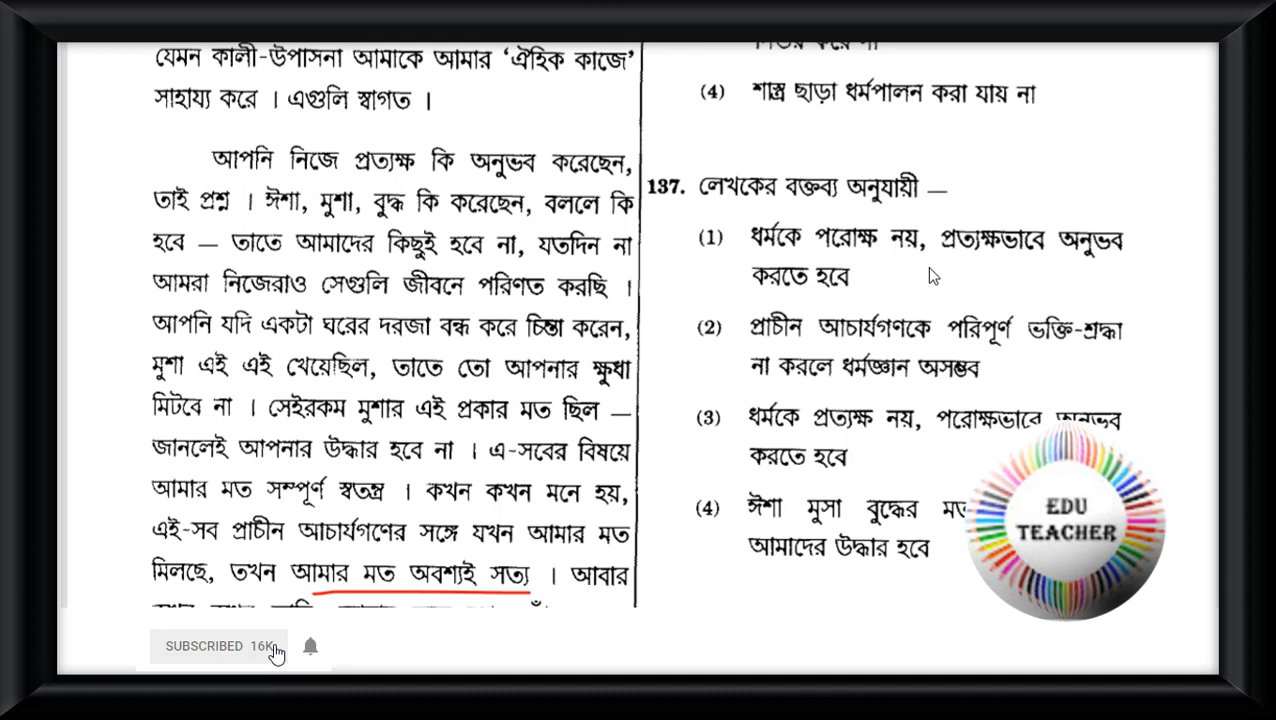 যেমন কালী-উপাসনা আমাকে আমার ‘ঐহিক কাজে’
সাহায্য করে । এগুলি স্বাগত ।
আপনি নিজে প্রত্যক্ষ কি অনুভব করেছেন,
তাই প্রশ্ন । ঈশা, মুশা, বুদ্ধ কি করেছেন, বললে কি
হবে — তাতে আমাদের কিছুই হবে না, যতদিন না
আমরা নিজেরাও সেগুলি জীবনে পরিণত করছি ।
আপনি যদি একটা ঘরের দরজা বন্ধ করে চিন্তা করেন,
মুশা এই এই খেয়েছিল, তাতে তো আপনার ক্ষুধা
মিটবে না । সেইরকম মুশার এই প্রকার মত ছিল —
জানলেই আপনার উদ্ধার হবে না । এ-সবের বিষয়ে
আমার মত সম্পূর্ণ স্বতন্ত্র । কখন কখন মনে হয়,
এই-সব প্রাচীন আচার্যগণের সঙ্গে যখন আমার মত
মিলছে, তখন আমার মত অবশ্যই সত্য । আবার
(4) শাস্ত্র ছাড়া ধর্মপালন করা যায় না
137. লেখকের বক্তব্য অনুযায়ী —
(1) ধর্মকে পরোক্ষ নয়, প্রত্যক্ষভাবে অনুভব
করতে হবে
(2) প্রাচীন আচার্যগণকে পরিপূর্ণ ভক্তি-শ্রদ্ধা
না করলে ধর্মজ্ঞান অসম্ভব
(3) ধর্মকে প্রত্যক্ষ নয়, পরোক্ষভাবে অনুভব
করতে হবে
(4) ঈশা মুসা বুদ্ধের
আমাদের উদ্ধার হবে
EDU
TEACHER
SUBSCRIBED 16K